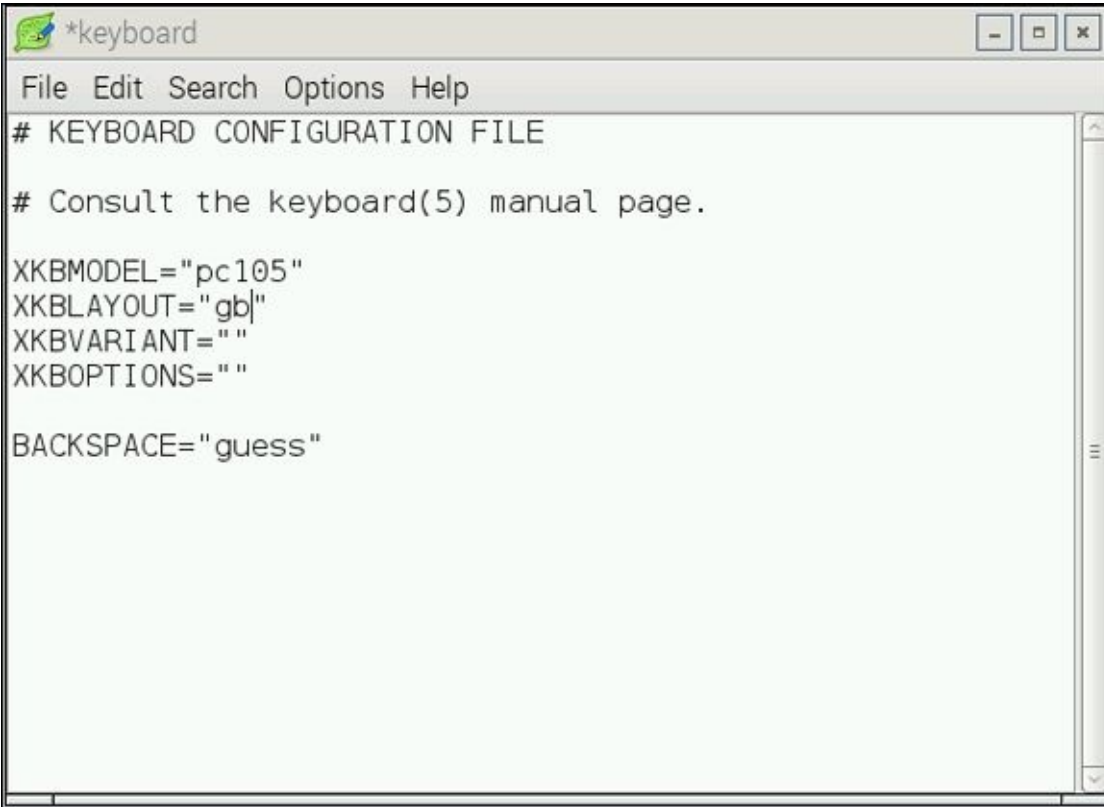 *keyboard
File Edit Search Options Help
# KEYBOARD CONFIGURATION FILE
# Consult the keyboard(5) manual page.
XKBMODEL="pc105"
XKBLAYOUT="gb"
XKBVARIANT=""
XKBOPTIONS=""
BACKSPACE="guess"